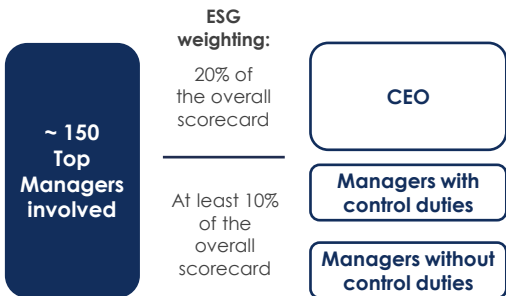 ~ 150
Top
Managers
involved
ESG
weighting:
20% of
the overall
scorecard
At least 10%
of the
overall
scorecard
CEO
Managers with
control duties
Managers without
control duties